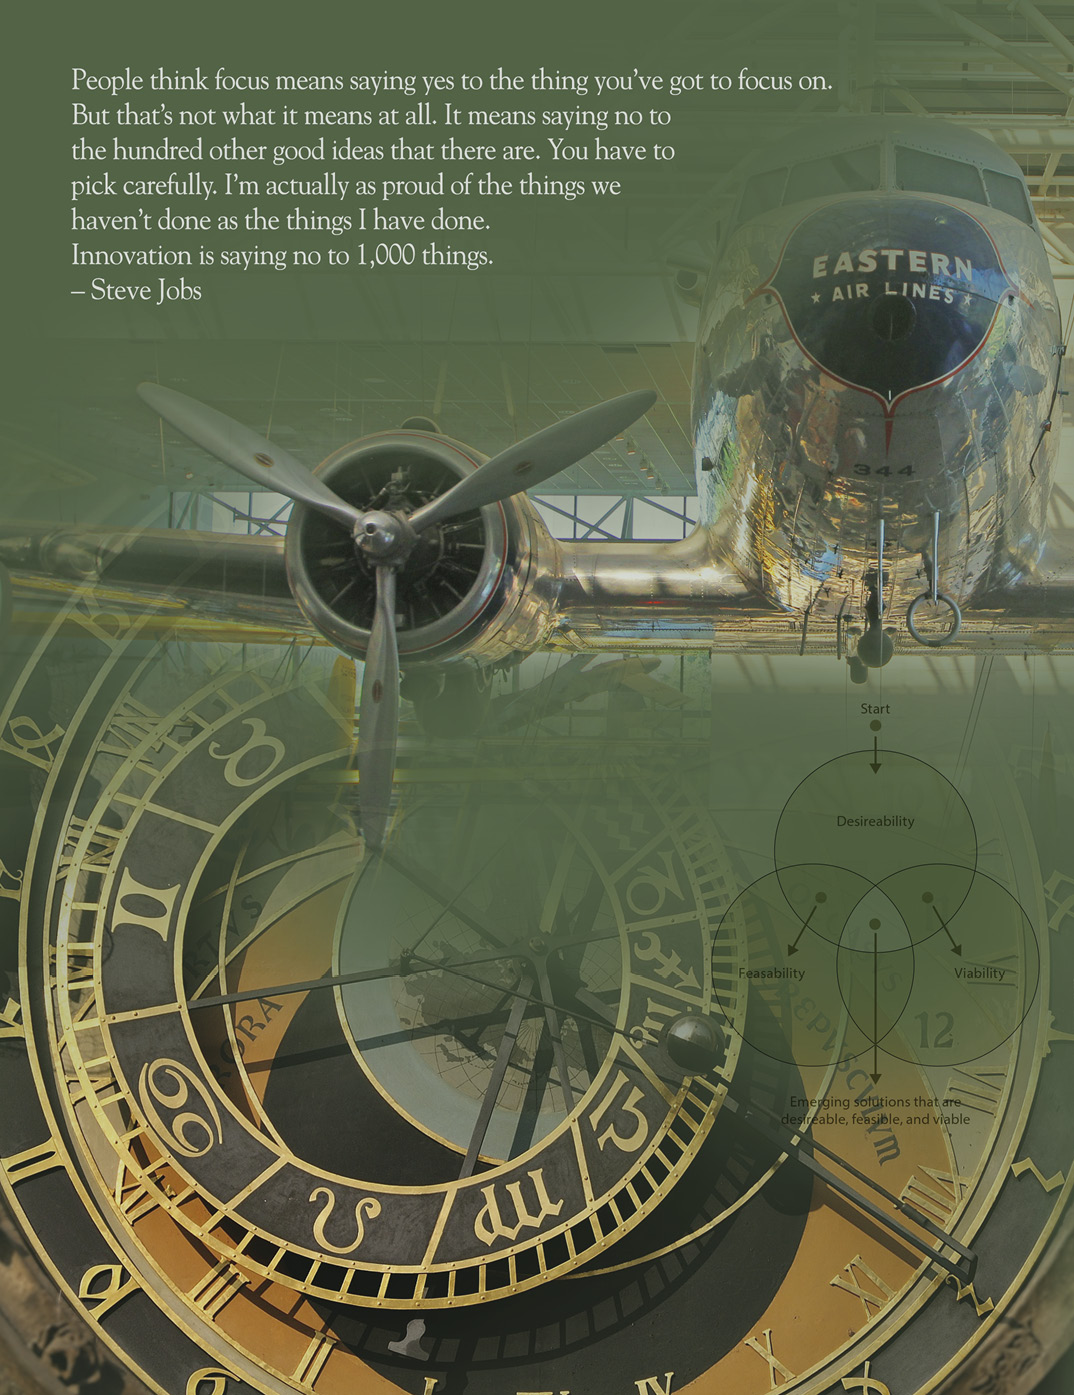 People think focus means saying yes to the thing you’ve got to focus on.
But that’s not what it means at all. It means saying no to
the hundred other good ideas that there are. You have to
pick carefully. I’m actually as proud of the things we
haven’t done as the things I have done.
Innovation is saying no to 1,000 things.
– Steve Jobs
EASTERN
★ AIR LINES ★
344
Start
Desireability
Feasability
Viability
12
Emerging solutions that are
desireable, feasible, and viable
ORA
XI
X
IX